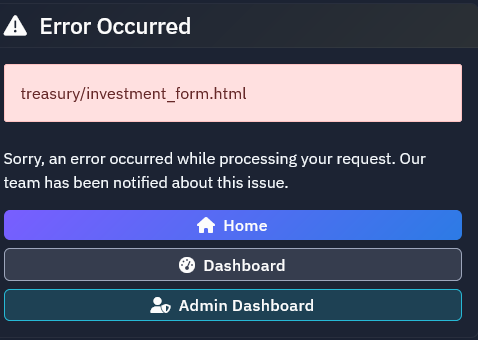 Error Occurred
treasury/investment_form.html
Sorry, an error occurred while processing your request. Our
team has been notified about this issue.
Home
Dashboard
Admin Dashboard